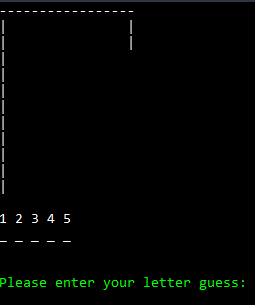 1 2 3 4 5
_ _ _ _ _
Please enter your letter guess: